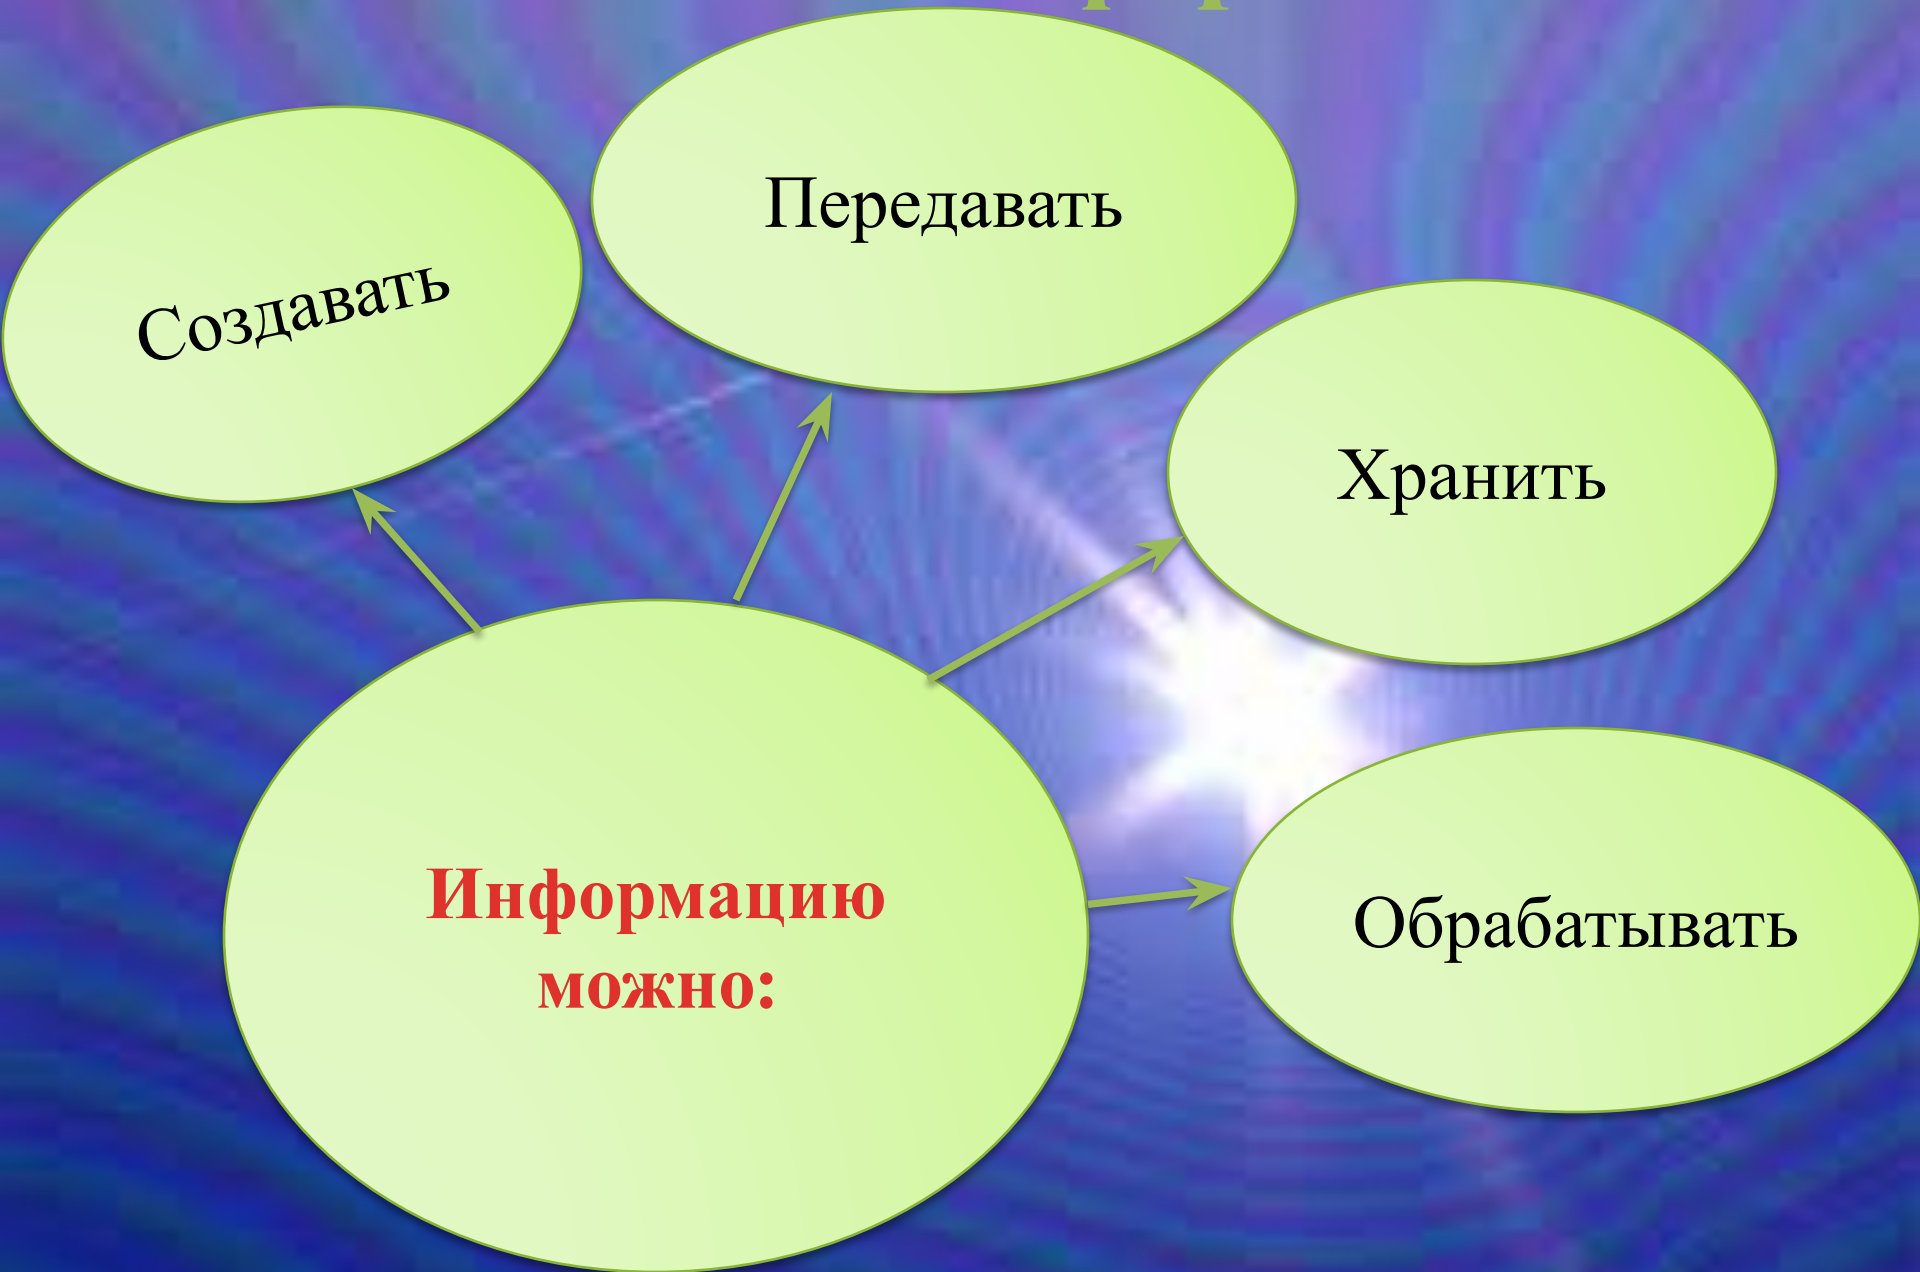 Передавать
Создавать
Хранить
Информацию
можно:
Обрабатывать